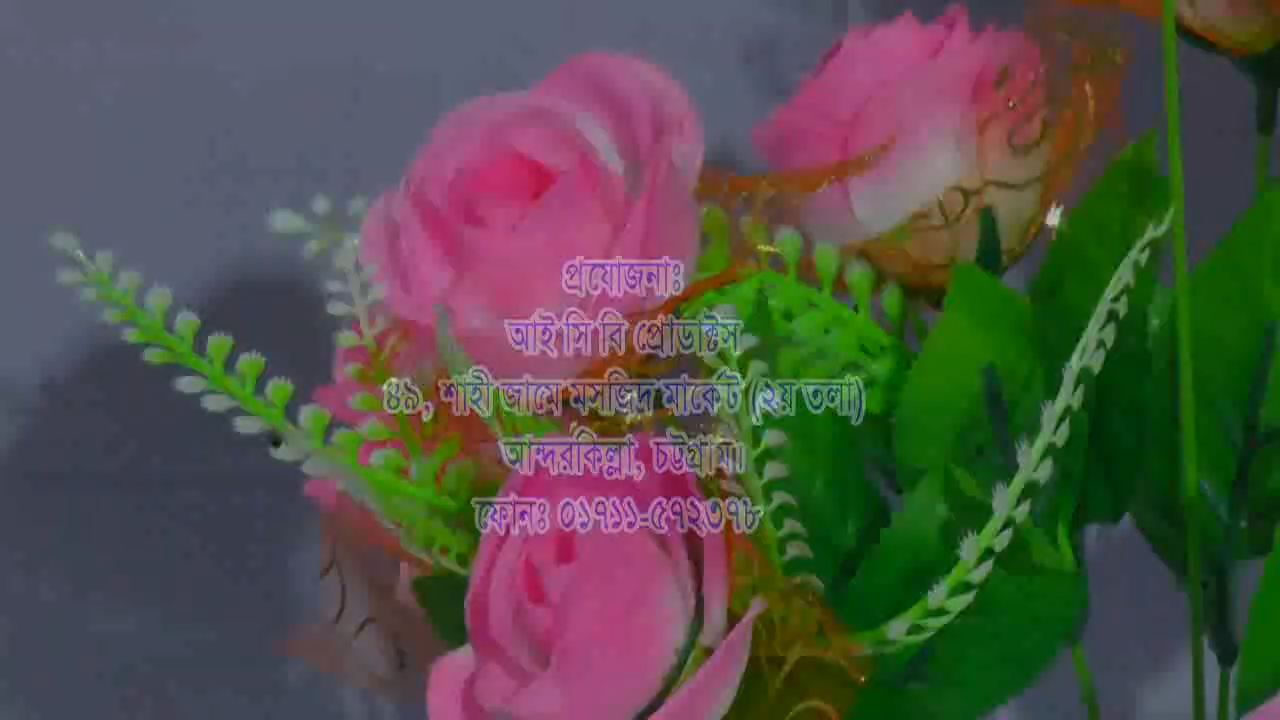 প্রযোজনাঃ
আই সি বি প্রোডাক্টস
৪৯, শাহী জামে মসজিদ মার্কেট (২য় তলা)
আন্দরকিল্লা, চট্টগ্রাম।
ফোনঃ ০১৭১১-৫৭২৩৭৮